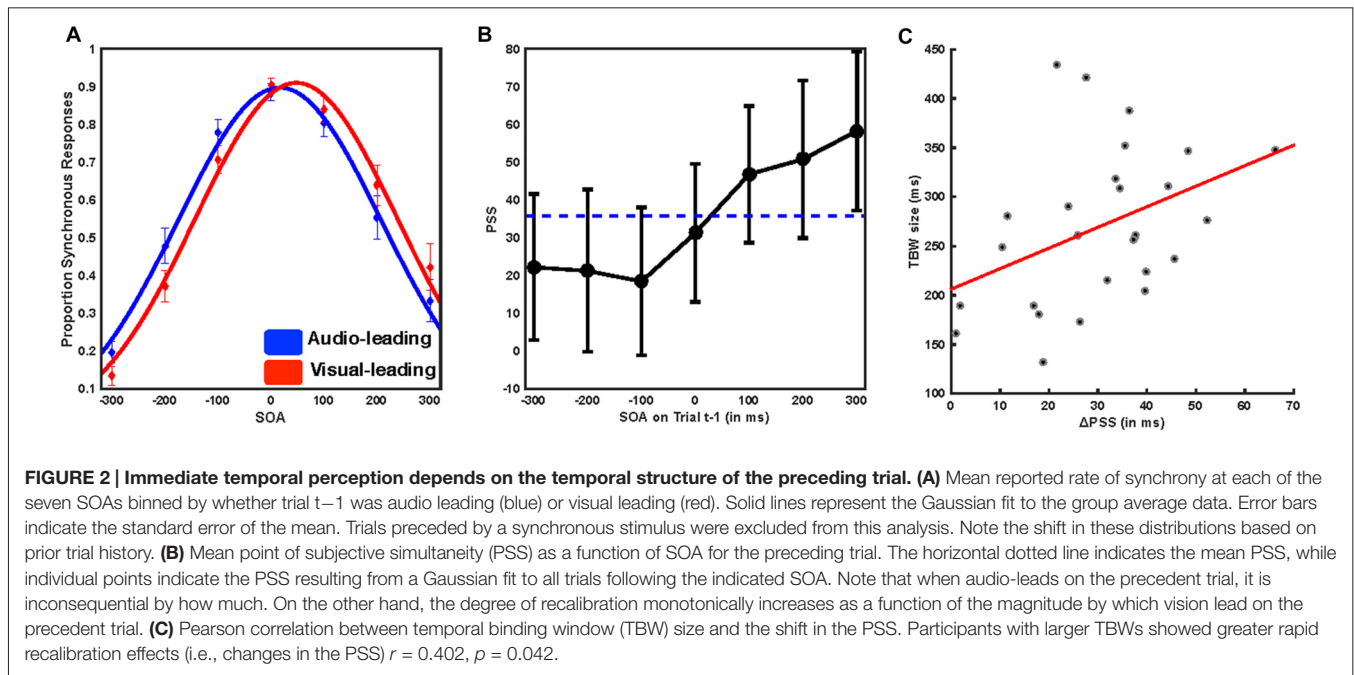 A
Proportion Synchronous Responses
1
0.9
0.8
0.7
0.6
0.5
0.4
0.3
0.2
0.1
-300
-200
-100
0
100
200
300
SOA
Audio-leading
Visual-leading
B
PSS
80
70
60
50
40
30
20
10
0
-10
-300
-200
-100
0
100
200
300
SOA on Trial t-1 (in ms)
C
TBW size (ms)
450
400
350
300
250
200
150
100
0
10
20
30
40
50
60
70
ΔPSS (in ms)
FIGURE 2 | Immediate temporal perception depends on the temporal structure of the preceding trial. (A) Mean reported rate of synchrony at each of the
seven SOAs binned by whether trial t−1 was audio leading (blue) or visual leading (red). Solid lines represent the Gaussian fit to the group average data. Error bars
indicate the standard error of the mean. Trials preceded by a synchronous stimulus were excluded from this analysis. Note the shift in these distributions based on
prior trial history. (B) Mean point of subjective simultaneity (PSS) as a function of SOA for the preceding trial. The horizontal dotted line indicates the mean PSS, while
individual points indicate the PSS resulting from a Gaussian fit to all trials following the indicated SOA. Note that when audio-leads on the precedent trial, it is
inconsequential by how much. On the other hand, the degree of recalibration monotonically increases as a function of the magnitude by which vision lead on the
precedent trial. (C) Pearson correlation between temporal binding window (TBW) size and the shift in the PSS. Participants with larger TBWs showed greater rapid
recalibration effects (i.e., changes in the PSS) r = 0.402, p = 0.042.